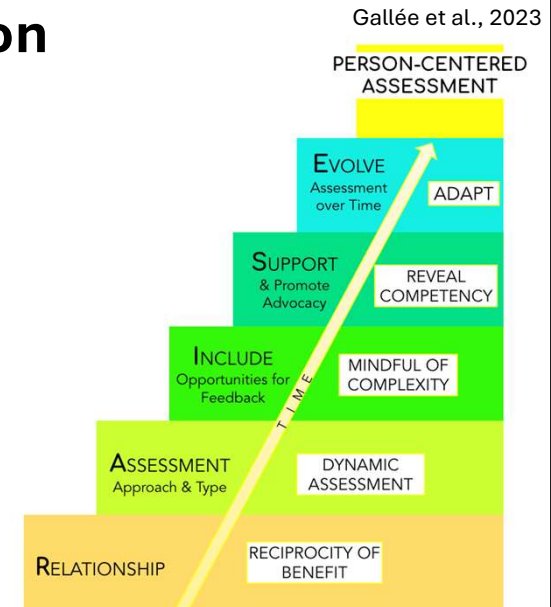 on
Gallée et al., 2023
PERSON-CENTERED
ASSESSMENT
EVOLVE
Assessment
over Time
ADAPT
SUPPORT
& Promote
Advocacy
REVEAL
COMPETENCY
INCLUDE
Opportunities for
Feedback
MINDFUL OF
COMPLEXITY
TIME
ASSESSMENT
Approach & Type
DYNAMIC
ASSESSMENT
RELATIONSHIP
RECIPROCITY OF
BENEFIT